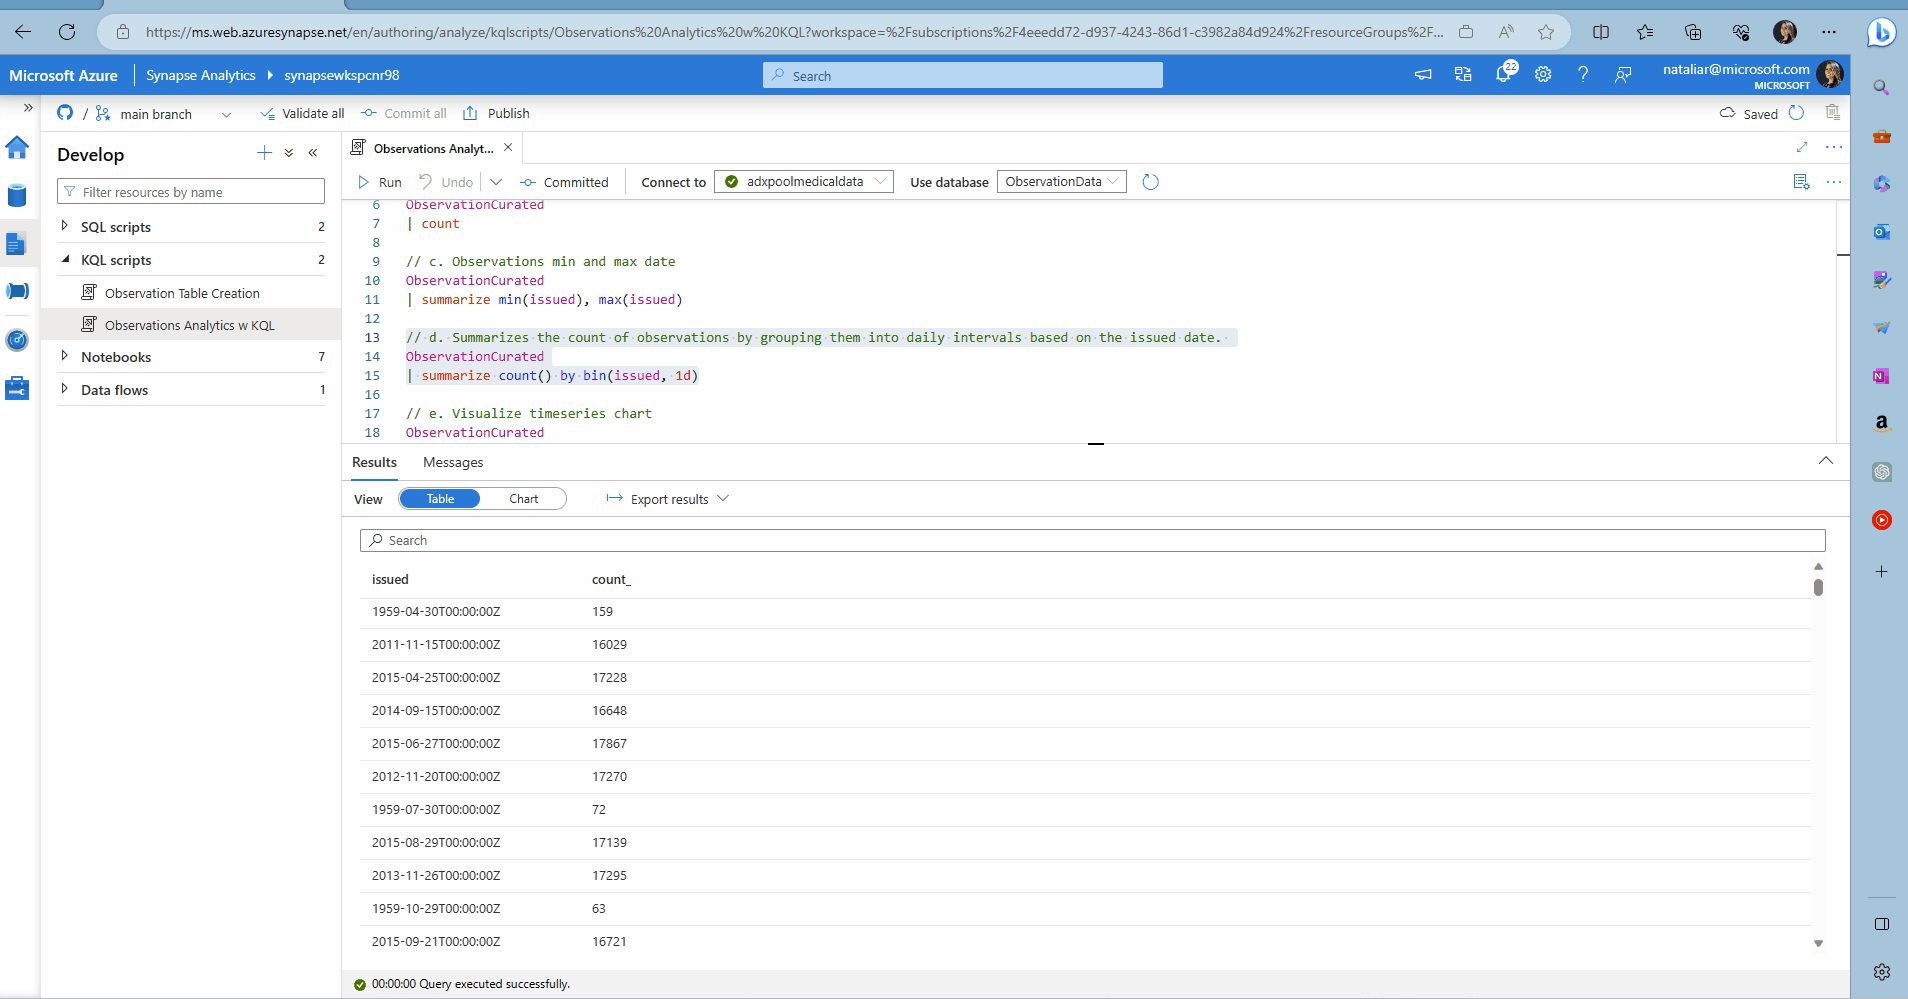 https://ms.web.azuresynapse.net/en/authoring/analyze/kqlscripts/Observations%20Analytics%20w%20KQL?workspace=%2Fsubscriptions%2F4eeedd72-d937-4243-86d1-c3982a84d924%2FresourceGroups%2F...
Microsoft Azure
Synapse Analytics
synapsewkspcnr98
Search
22
nataliar@microsoft.com
MICROSOFT
/ main branch
Validate all
Commit all
Publish
Saved
Develop
Filter resources by name
SQL scripts 2
KQL scripts 2
Observation Table Creation
Observations Analytics w KQL
Notebooks 7
Data flows 1
Observations Analyt...
Run
Undo
Committed
Connect to
adxpoolmedicaldata
Use database
ObservationData
6 ObservationCurated
7 | count
8
9 // c. Observations min and max date
10 ObservationCurated
11 | summarize min(issued), max(issued)
12
13 // d. Summarizes the count of observations by grouping them into daily intervals based on the issued date.
14 ObservationCurated
15 | summarize count() by bin(issued, 1d)
16
17 // e. Visualize timeseries chart
18 ObservationCurated
Results
Messages
View
Table
Chart
Export results
Search
issued count_
1959-04-30T00:00:00Z 159
2011-11-15T00:00:00Z 16029
2015-04-25T00:00:00Z 17228
2014-09-15T00:00:00Z 16648
2015-06-27T00:00:00Z 17867
2012-11-20T00:00:00Z 17270
1959-07-30T00:00:00Z 72
2015-08-29T00:00:00Z 17139
2013-11-26T00:00:00Z 17295
1959-10-29T00:00:00Z 63
2015-09-21T00:00:00Z 16721
00:00:00 Query executed successfully.